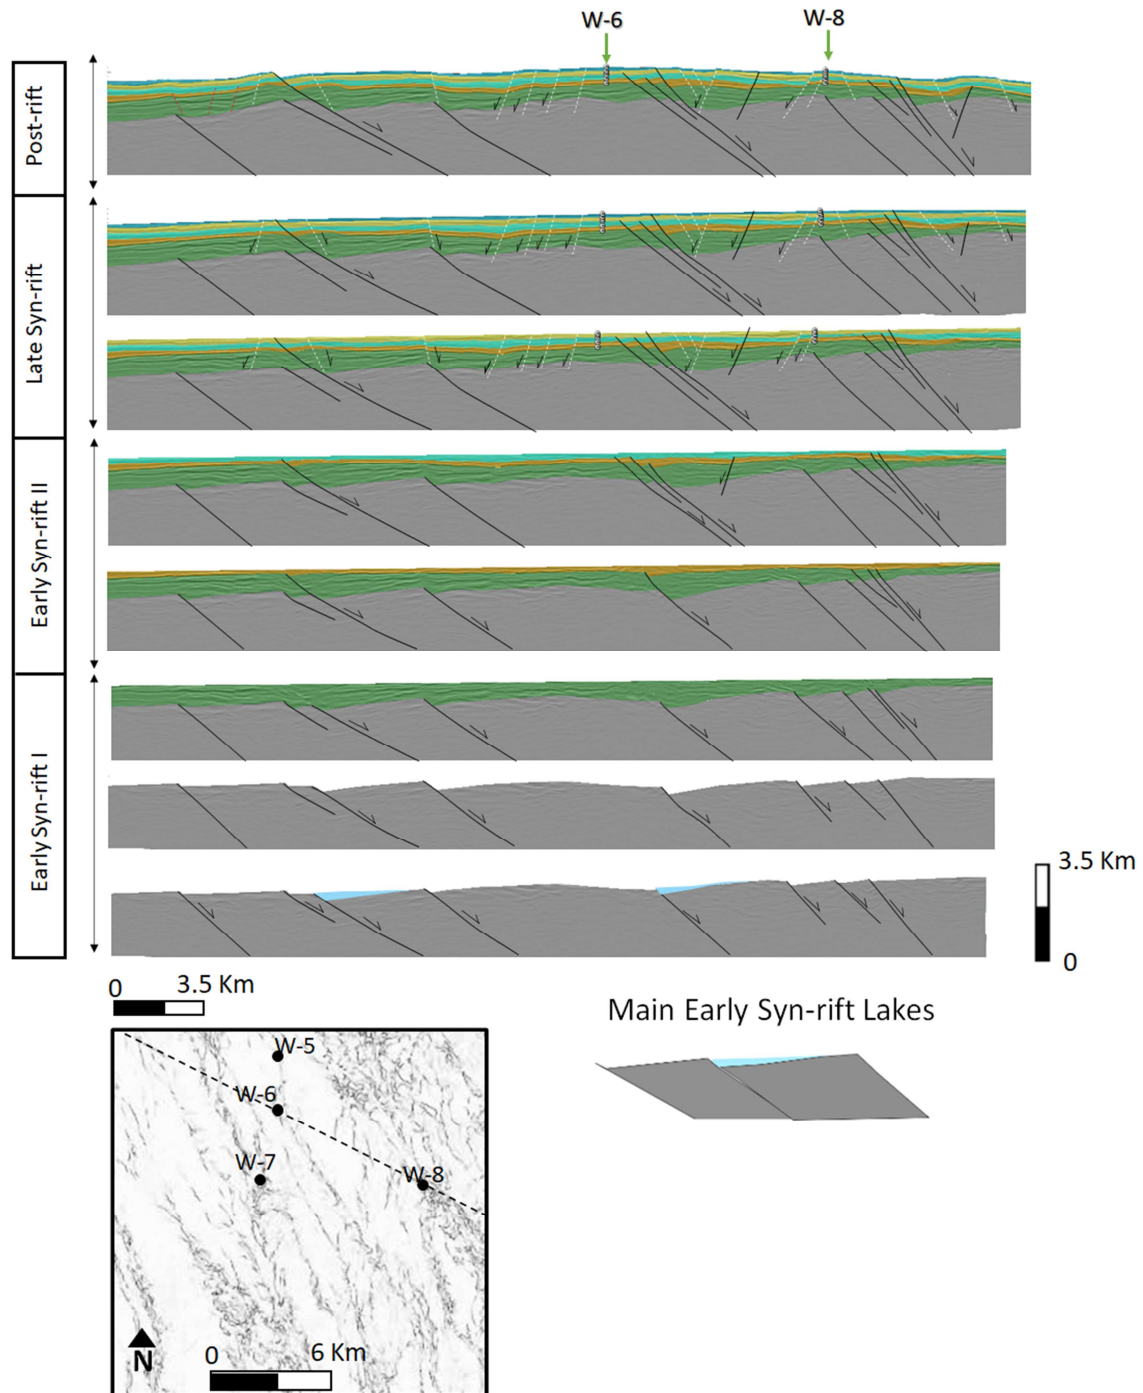 W-6
W-8
Post-rift
Late Syn-rift
Early Syn-rift II
Early Syn-rift I
3.5 Km
0
0
3.5 Km
Main Early Syn-rift Lakes
W-5
W-6
W-7
W-8
N
0
6 Km